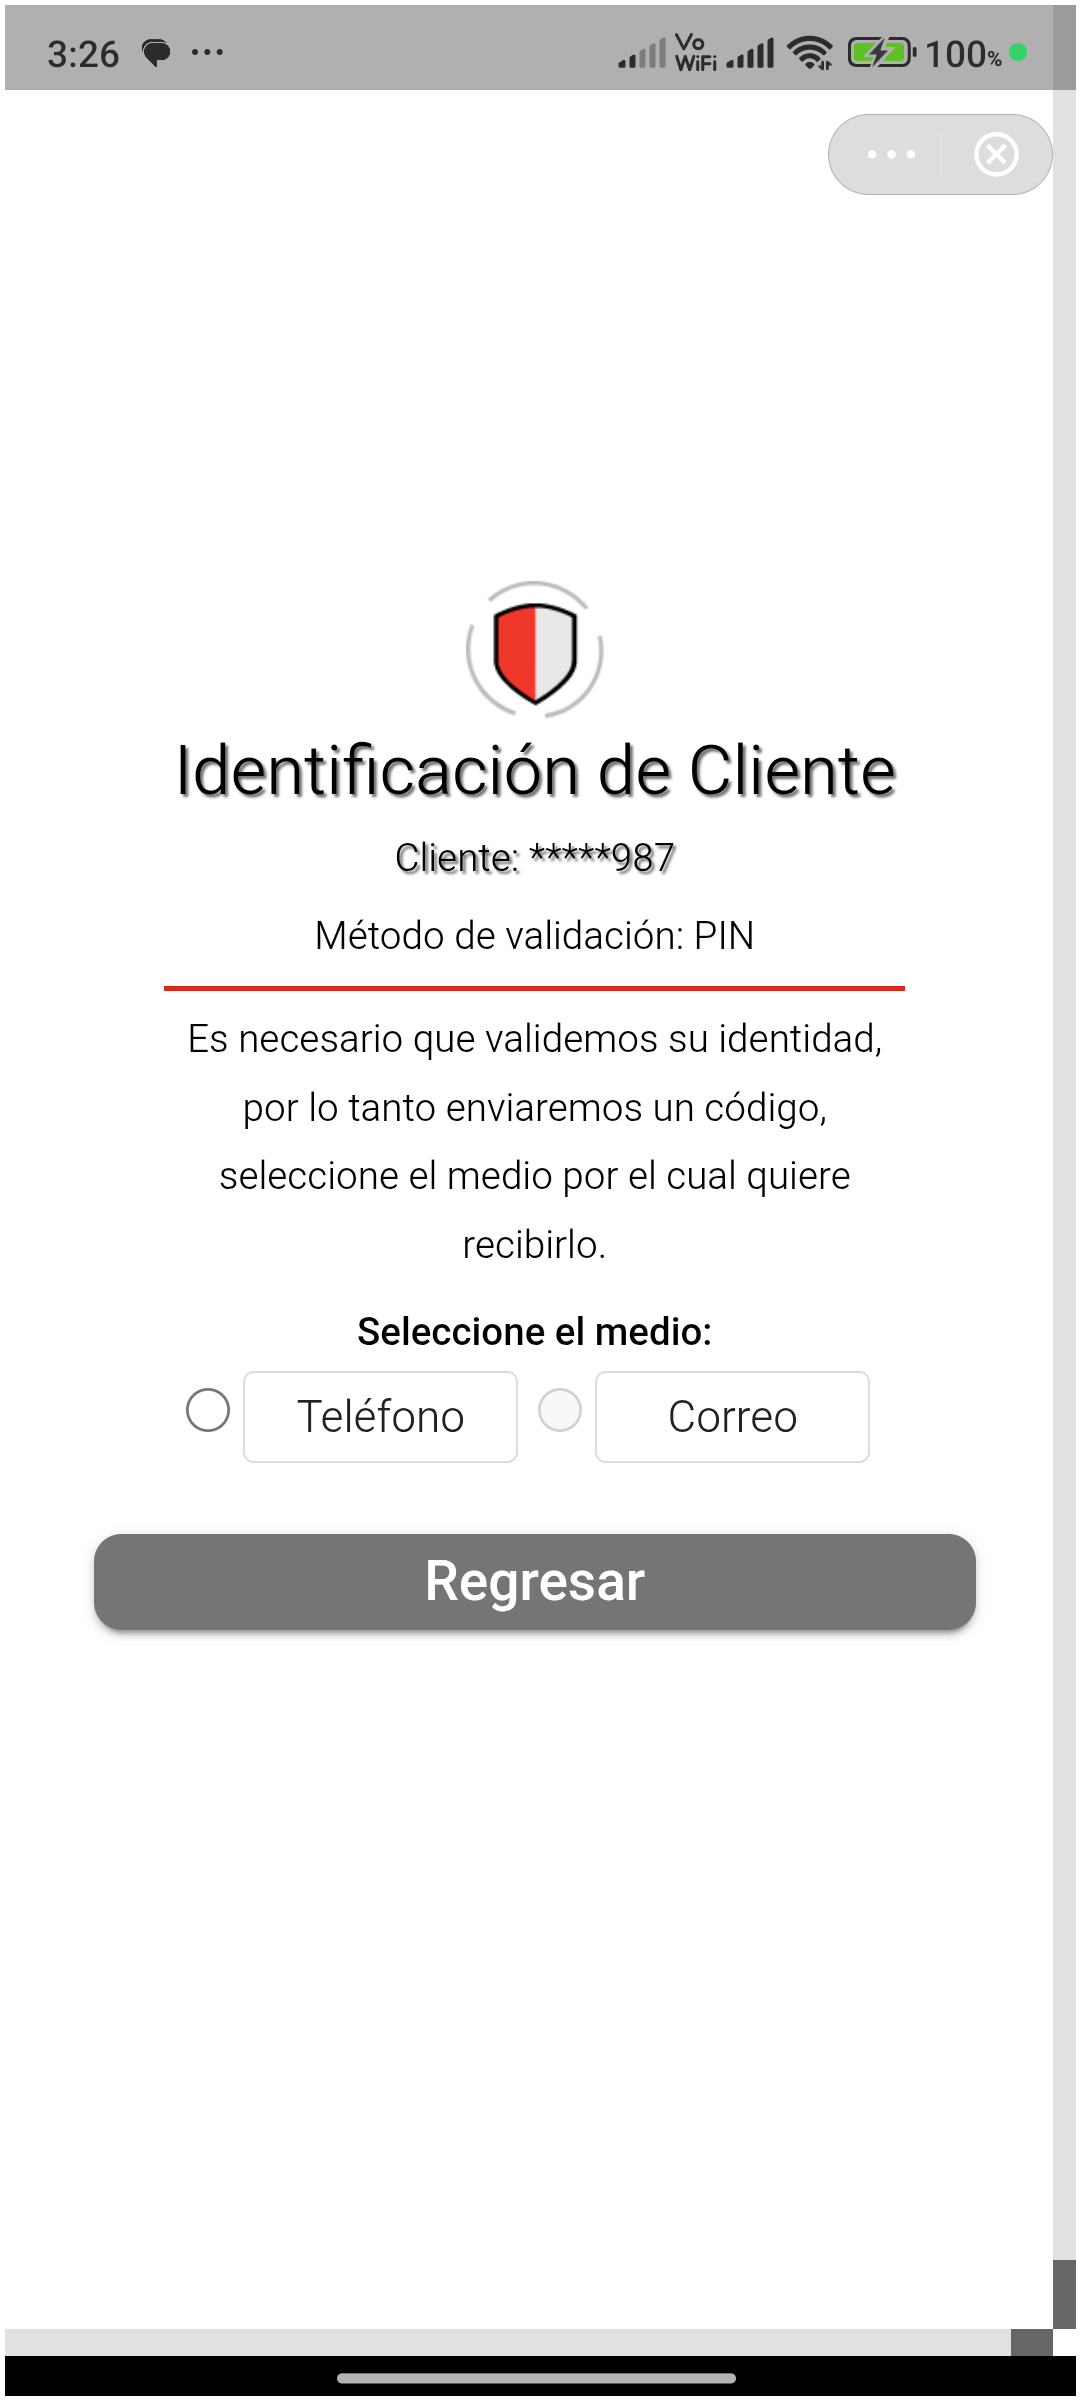 3:26
Vo
WiFi
100%
Identificación de Cliente
Cliente: *****987
Método de validación: PIN
Es necesario que validemos su identidad,
por lo tanto enviaremos un código,
seleccione el medio por el cual quiere
recibirlo.
Seleccione el medio:
Teléfono
Correo
Regresar